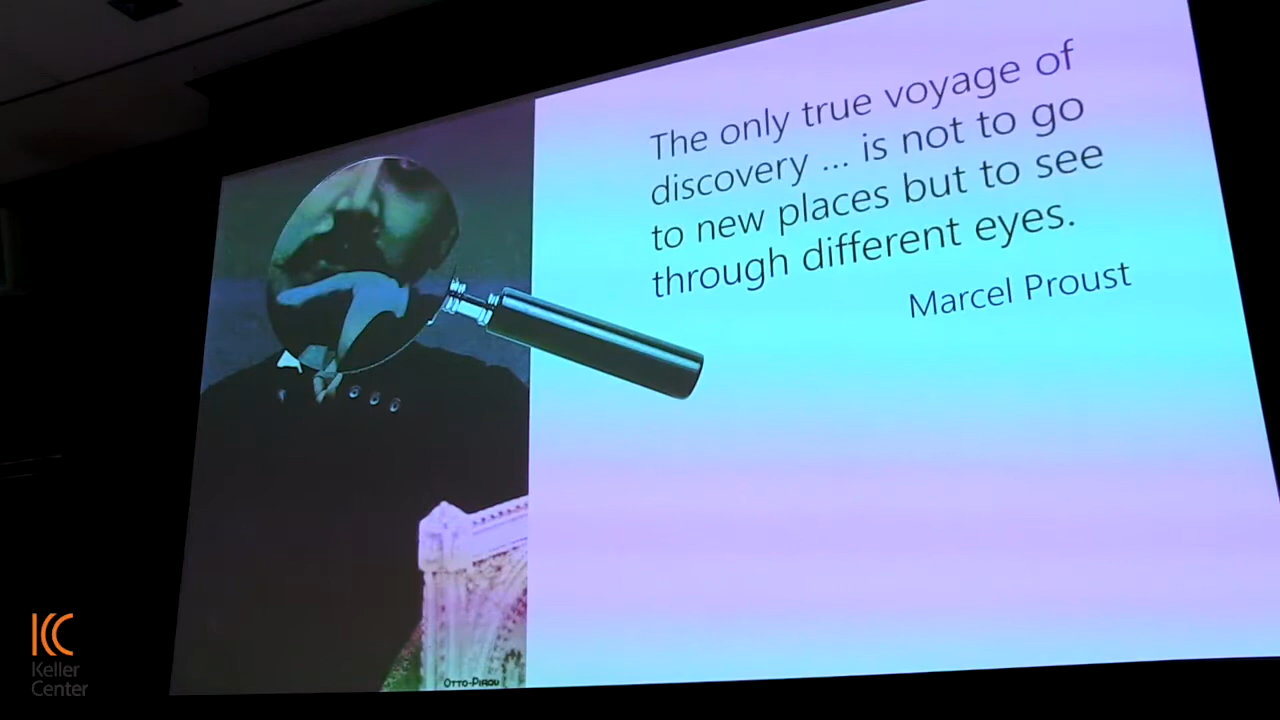 The only true voyage of
discovery ... is not to go
to new places but to see
through different eyes.
Marcel Proust
OTTO-PIROU
KC
Keller
Center